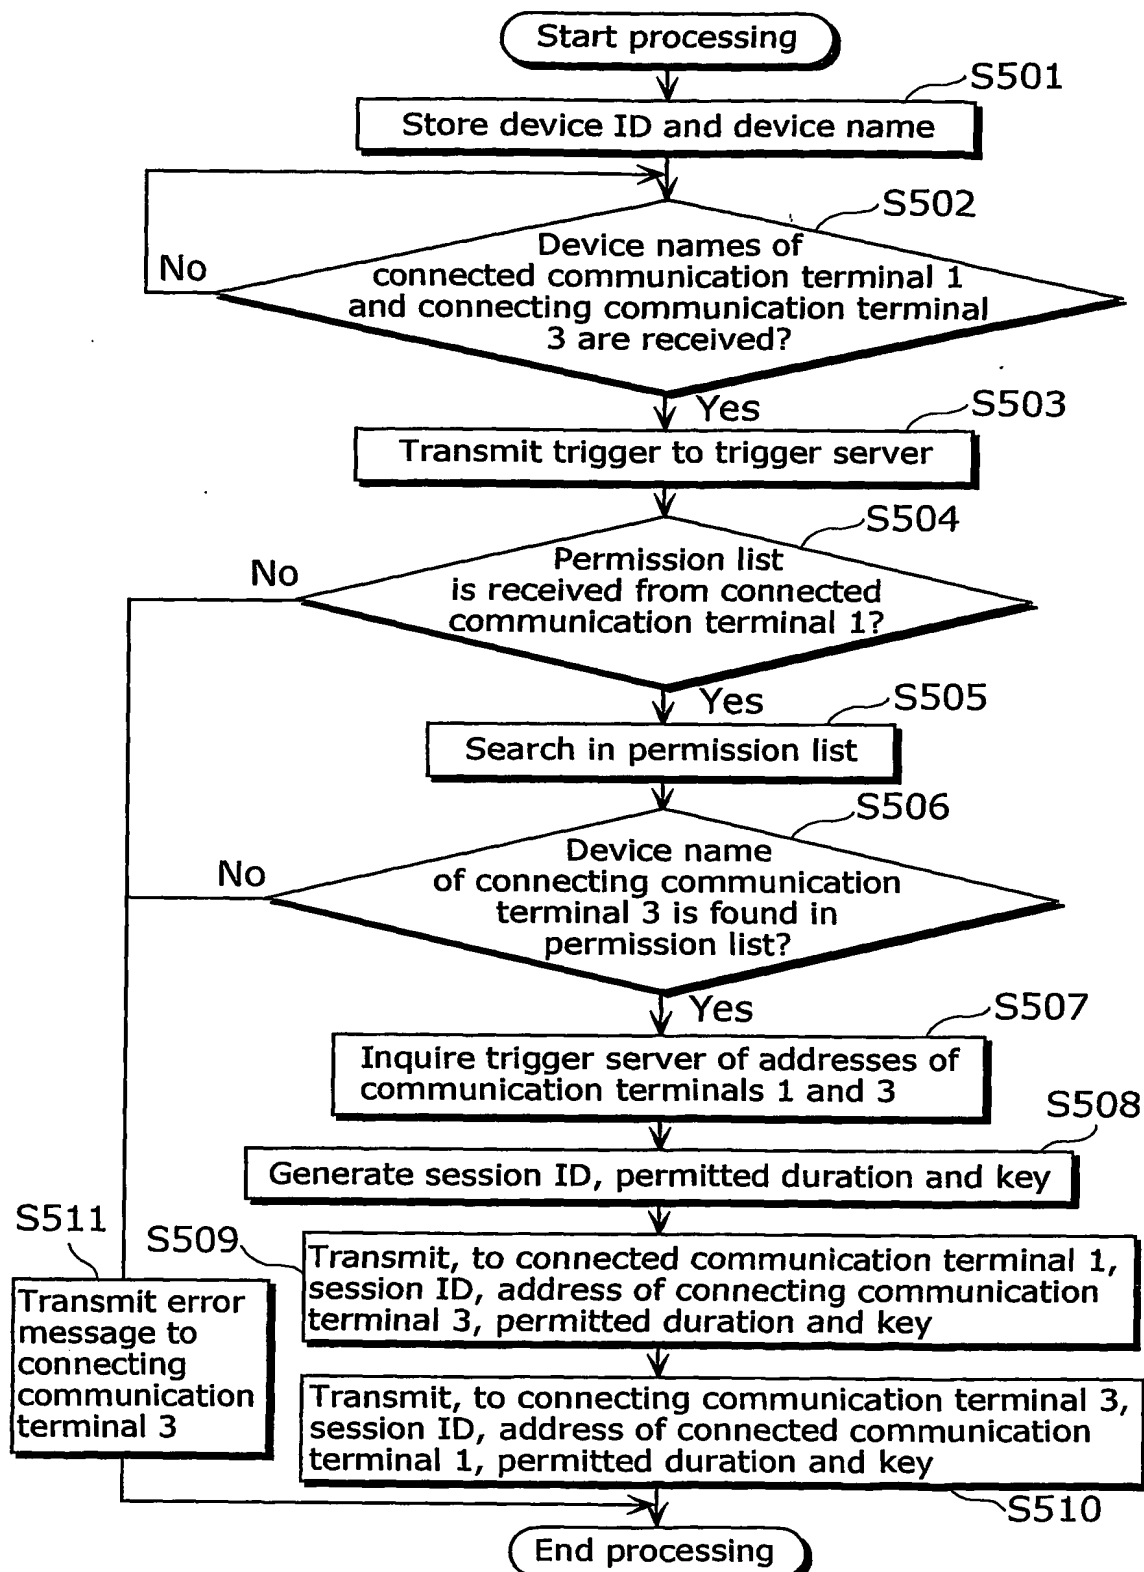 Start processing
S501
Store device ID and device name
S502
Device names of
connected communication terminal 1
and connecting communication terminal
3 are received?
No
Yes
S503
Transmit trigger to trigger server
S504
Permission list
is received from connected
communication terminal 1?
No
Yes
S505
Search in permission list
S506
Device name
of connecting communication
terminal 3 is found in
permission list?
No
Yes
S507
Inquire trigger server of addresses of
communication terminals 1 and 3
S508
Generate session ID, permitted duration and key
S509
Transmit, to connected communication terminal 1,
session ID, address of connecting communication
terminal 3, permitted duration and key
S511
Transmit error
message to
connecting
communication
terminal 3
Transmit, to connecting communication terminal 3,
session ID, address of connected communication
terminal 1, permitted duration and key
S510
End processing